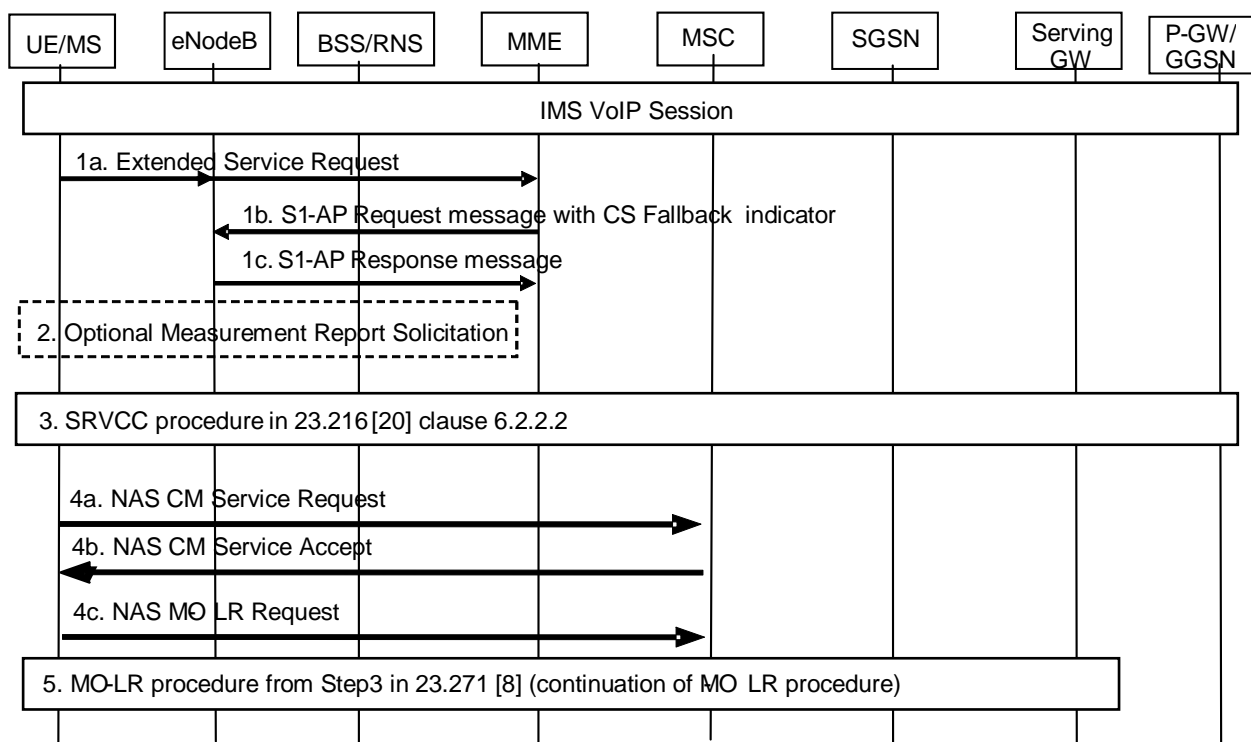 UE/MS
eNodeB
BSS/RNS
MME
MSC
SGSN
Serving
GW
P-GW/
GGSN
IMS VoIP Session
1a. Extended Service Request
1b. S1-AP Request message with CS Fallback indicator
1c. S1-AP Response message
2. Optional Measurement Report Solicitation
3. SRVCC procedure in 23.216 [20] clause 6.2.2.2
4a. NAS CM Service Request
4b. NAS CM Service Accept
4c. NAS MO-LR Request
5. MO-LR procedure from Step3 in 23.271 [8] (continuation of MO-LR procedure)